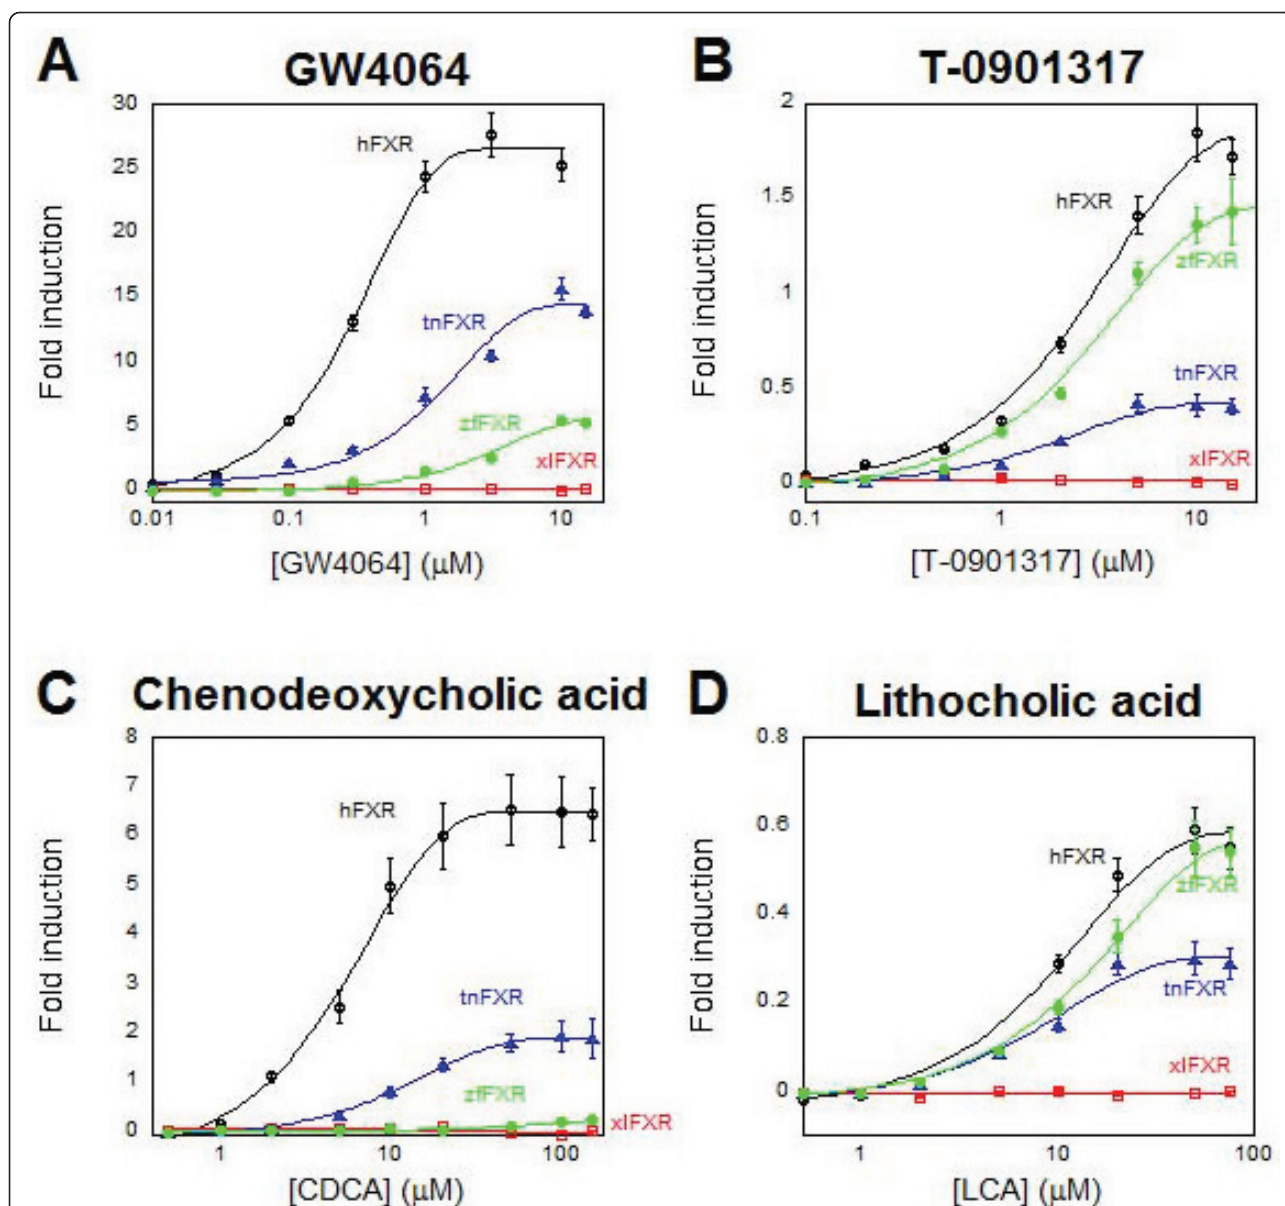 A GW4064
Fold induction
30
25
20
15
10
5
0
hFXR
tnFXR
zfFXR
xlFXR
0.01 0.1 1 10
[GW4064] (μM)
B T-0901317
Fold induction
2
1.5
1
0.5
0
hFXR
zfFXR
tnFXR
xlFXR
0.1 1 10
[T-0901317] (μM)
C Chenodeoxycholic acid
Fold induction
8
7
6
5
4
3
2
1
0
hFXR
tnFXR
zfFXR
xlFXR
1 10 100
[CDCA] (μM)
D Lithocholic acid
Fold induction
0.8
0.6
0.4
0.2
0
hFXR
zfFXR
tnFXR
xlFXR
1 10 100
[LCA] (μM)